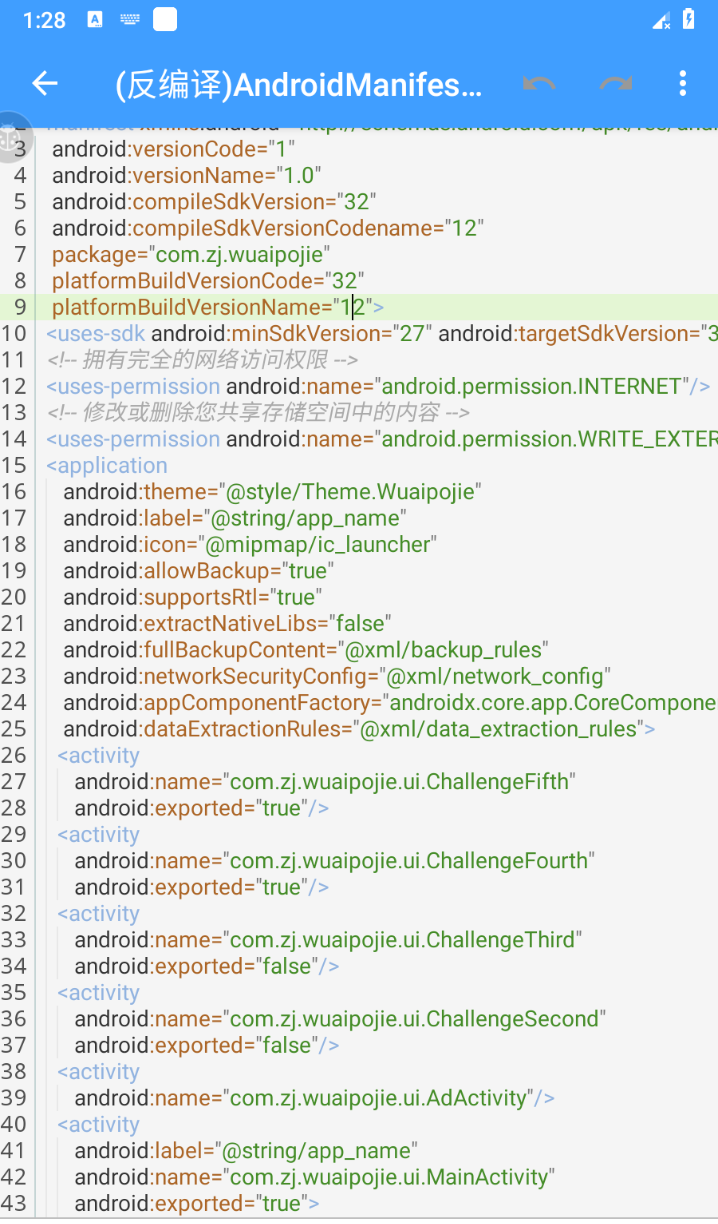 1:28
(反编译)AndroidManifes...
3 android:versionCode="1"
4 android:versionName="1.0"
5 android:compileSdkVersion="32"
6 android:compileSdkVersionCodename="12"
7 package="com.zj.wuaipojie"
8 platformBuildVersionCode="32"
9 platformBuildVersionName="12">
10 <uses-sdk android:minSdkVersion="27" android:targetSdkVersion="3
11 <!-- 拥有完全的网络访问权限 -->
12 <uses-permission android:name="android.permission.INTERNET"/>
13 <!-- 修改或删除您共享存储空间中的内容 -->
14 <uses-permission android:name="android.permission.WRITE_EXTER
15 <application
16 android:theme="@style/Theme.Wuaipojie"
17 android:label="@string/app_name"
18 android:icon="@mipmap/ic_launcher"
19 android:allowBackup="true"
20 android:supportsRtl="true"
21 android:extractNativeLibs="false"
22 android:fullBackupContent="@xml/backup_rules"
23 android:networkSecurityConfig="@xml/network_config"
24 android:appComponentFactory="androidx.core.app.CoreCompone
25 android:dataExtractionRules="@xml/data_extraction_rules">
26 <activity
27 android:name="com.zj.wuaipojie.ui.ChallengeFifth"
28 android:exported="true"/>
29 <activity
30 android:name="com.zj.wuaipojie.ui.ChallengeFourth"
31 android:exported="true"/>
32 <activity
33 android:name="com.zj.wuaipojie.ui.ChallengeThird"
34 android:exported="false"/>
35 <activity
36 android:name="com.zj.wuaipojie.ui.ChallengeSecond"
37 android:exported="false"/>
38 <activity
39 android:name="com.zj.wuaipojie.ui.AdActivity"/>
40 <activity
41 android:label="@string/app_name"
42 android:name="com.zj.wuaipojie.ui.MainActivity"
43 android:exported="true">